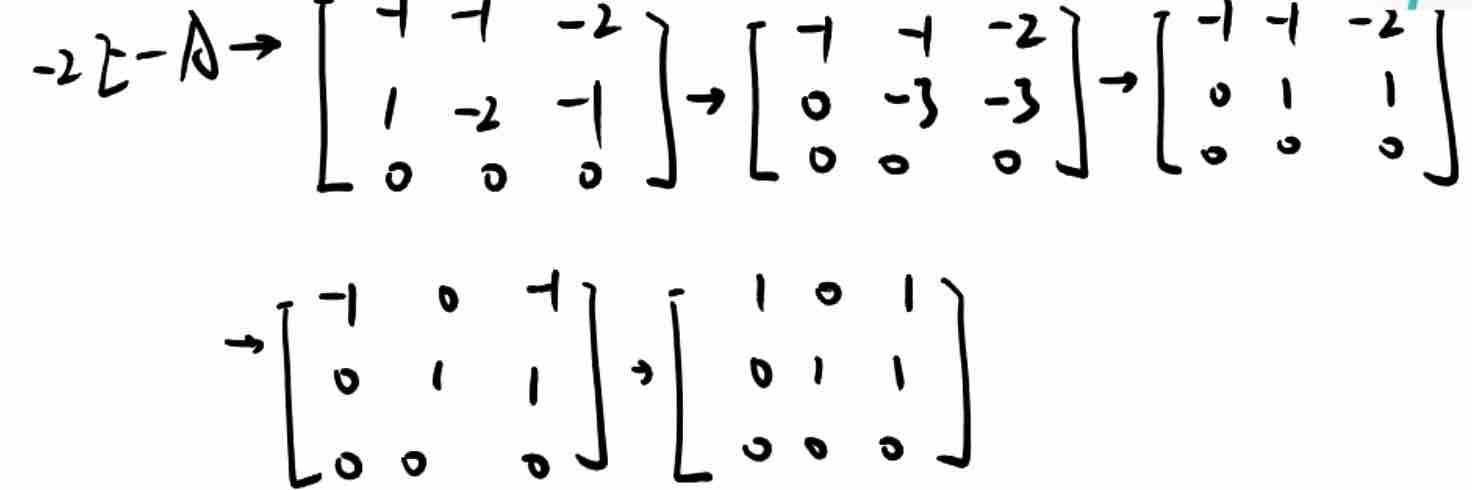 -2E-A→ [ -1 -1 -2 ] → [ -1 -1 -2 ] → [ -1 -1 -2 ]
[ 1 -2 -1 ] [ 0 -3 -3 ] [ 0 1 1 ]
[ 0 0 0 ] [ 0 0 0 ] [ 0 0 0 ]
→ [ -1 0 -1 ] → [ 1 0 1 ]
[ 0 1 1 ] [ 0 1 1 ]
[ 0 0 0 ] [ 0 0 0 ]